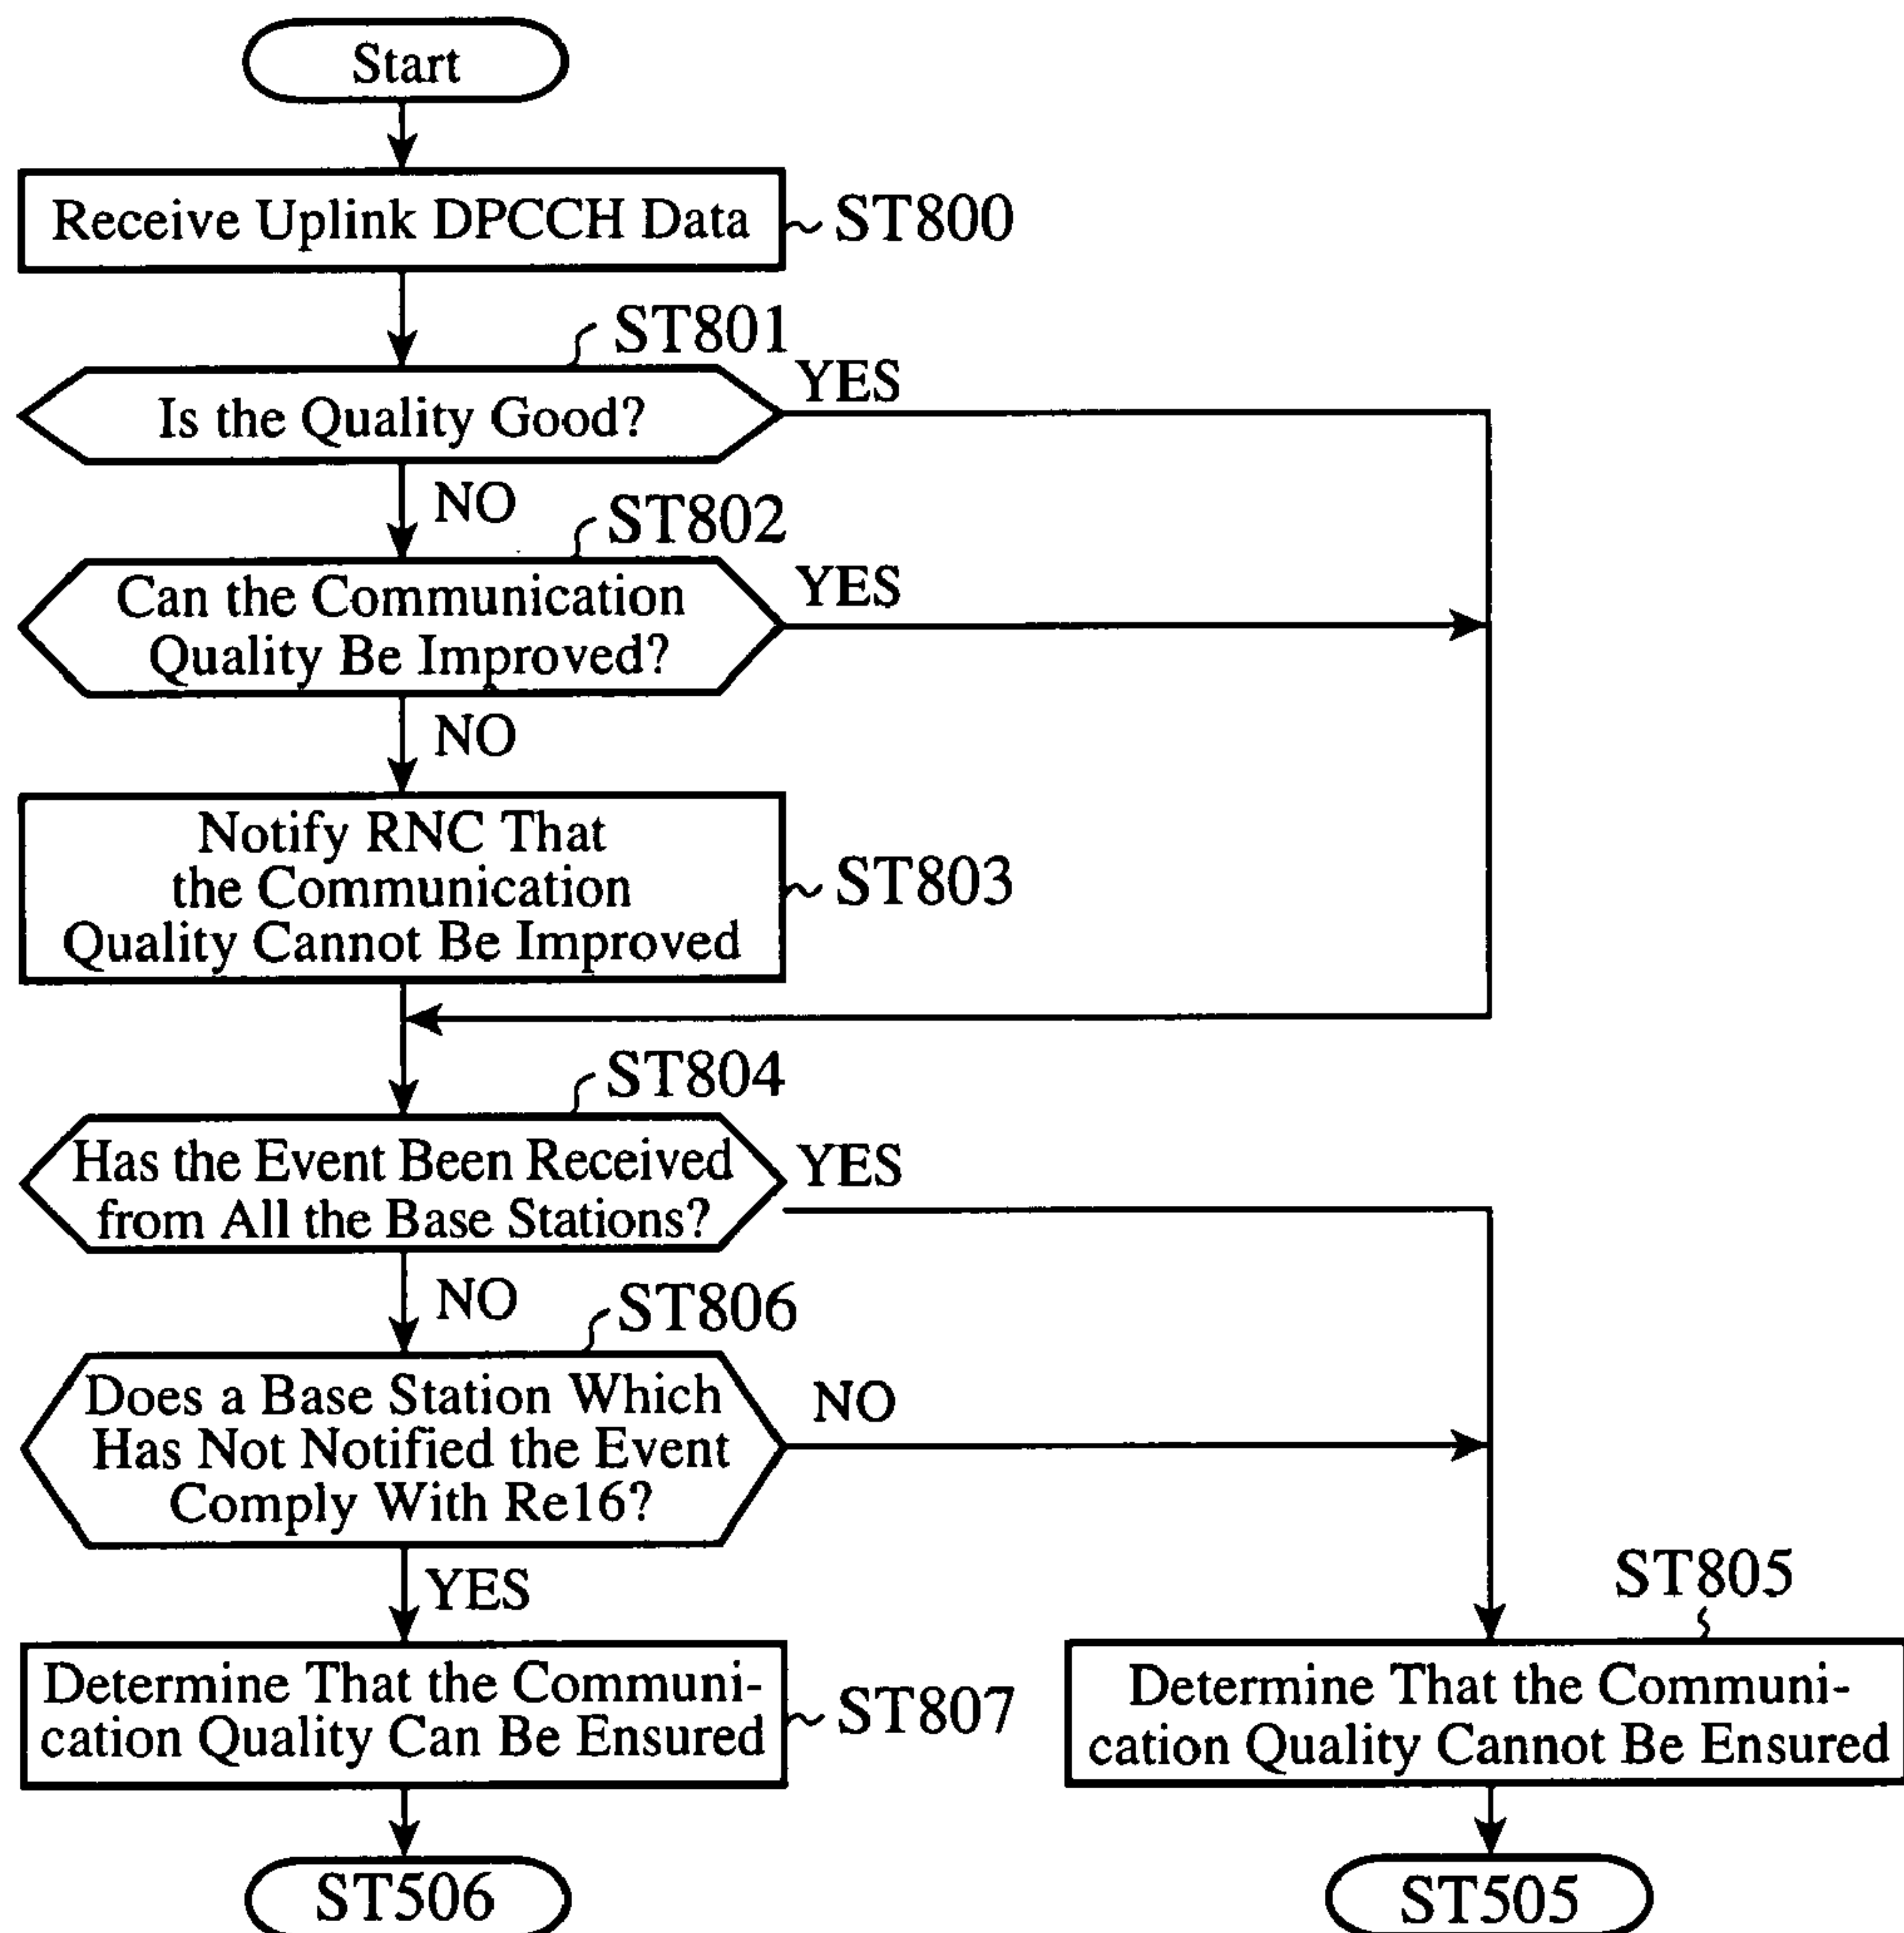 Start
Receive Uplink DPCCH Data
ST800
ST801
YES
Is the Quality Good?
NO
ST802
YES
Can the Communication
Quality Be Improved?
NO
Notify RNC That
the Communication
Quality Cannot Be Improved
ST803
ST804
Has the Event Been Received
from All the Base Stations?
YES
NO
ST806
Does a Base Station Which
Has Not Notified the Event
Comply With Re16?
NO
YES
ST805
Determine That the Communi-
cation Quality Can Be Ensured
ST807
Determine That the Communi-
cation Quality Cannot Be Ensured
ST506
ST505